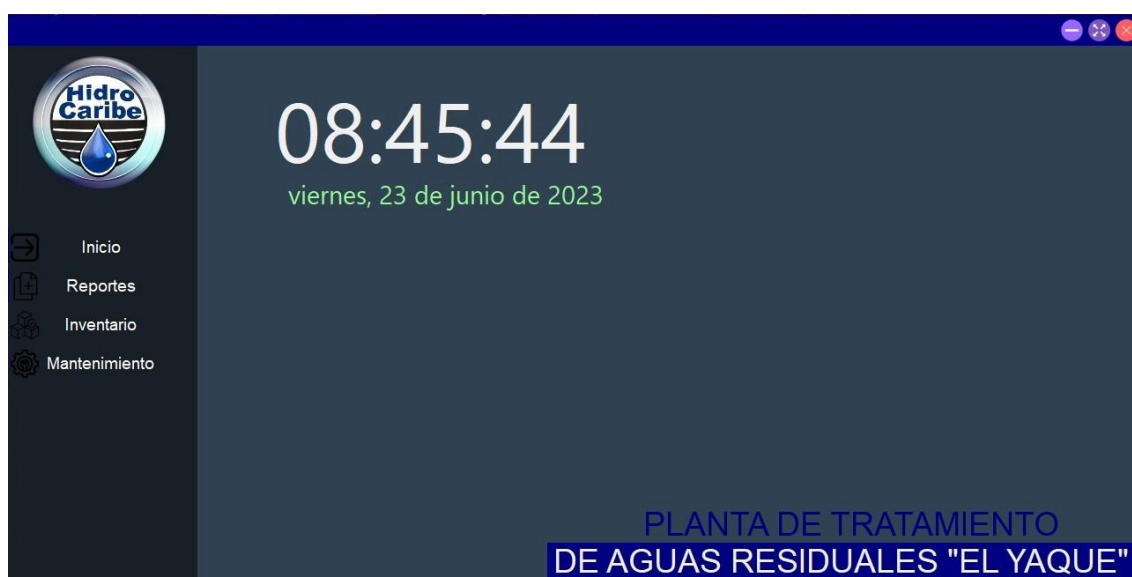 Hidro
Caribe
08:45:44
viernes, 23 de junio de 2023
Inicio
Reportes
Inventario
Mantenimiento
PLANTA DE TRATAMIENTO
DE AGUAS RESIDUALES "EL YAQUE"